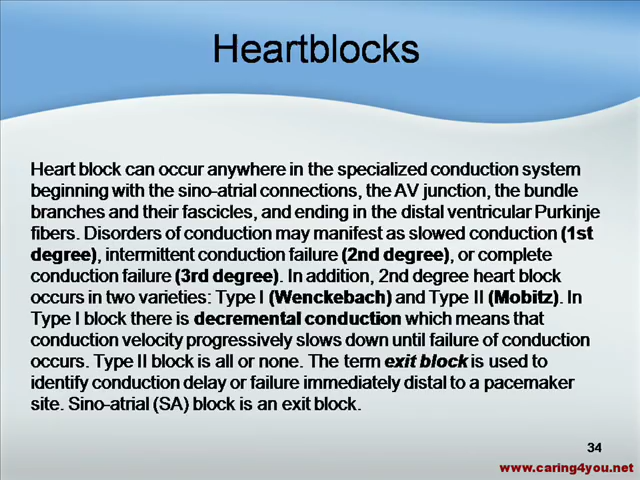 Heartblocks
Heart block can occur anywhere in the specialized conduction system
beginning with the sino-atrial connections, the AV junction, the bundle
branches and their fascicles, and ending in the distal ventricular Purkinje
fibers. Disorders of conduction may manifest as slowed conduction (1st
degree), intermittent conduction failure (2nd degree), or complete
conduction failure (3rd degree). In addition, 2nd degree heart block
occurs in two varieties: Type I (Wenckebach) and Type II (Mobitz). In
Type I block there is decremental conduction which means that
conduction velocity progressively slows down until failure of conduction
occurs. Type II block is all or none. The term exit block is used to
identify conduction delay or failure immediately distal to a pacemaker
site. Sino-atrial (SA) block is an exit block.
34
www.caring4you.net